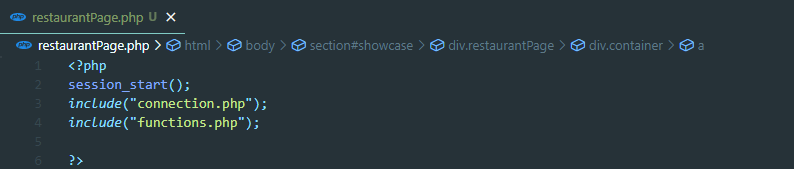 php restaurantPage.php U X
php restaurantPage.php > html > body > section#showcase > div.restaurantPage > div.container > a
1 <?php
2 session_start();
3 include("connection.php");
4 include("functions.php");
5
6 ?>